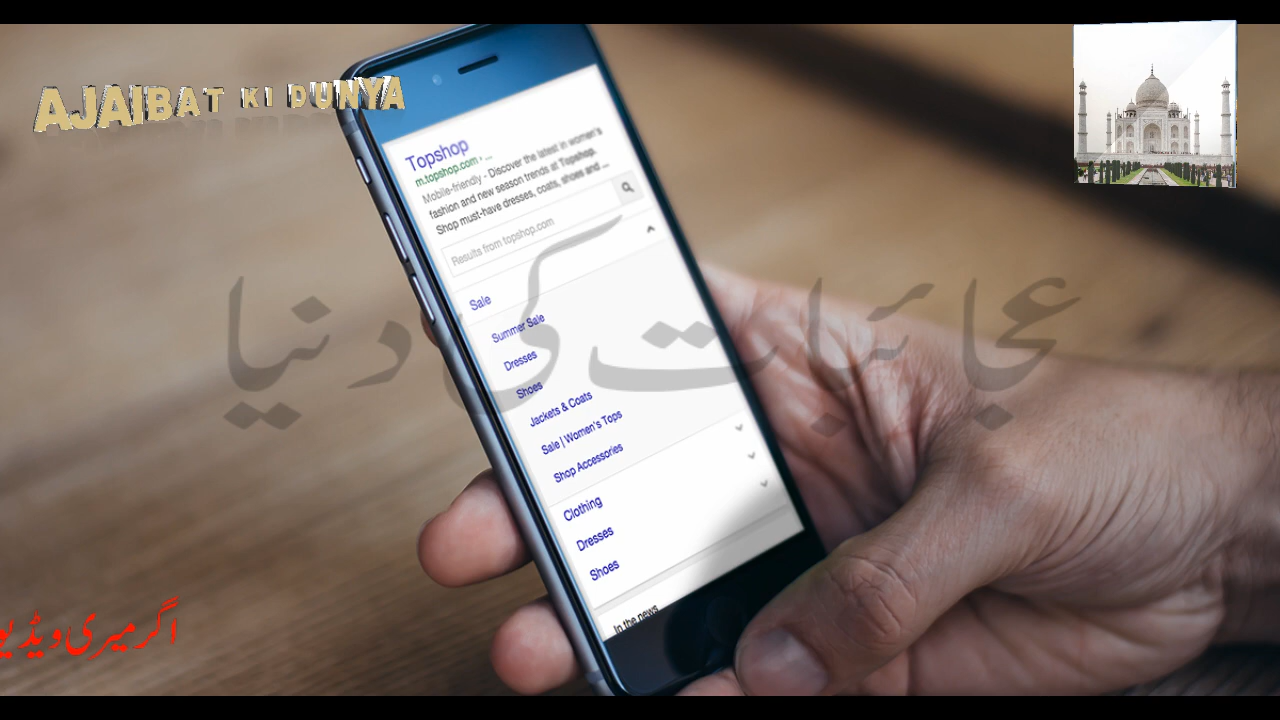 AJAIBAT KI DUNYA
Topshop
m.topshop.com › ...
Mobile-friendly - Discover the latest in women's
fashion and new season trends at Topshop.
Shop must-have dresses, coats, shoes and ...
Results from topshop.com
Sale
Summer Sale
Dresses
Shoes
Jackets & Coats
Sale | Women's Tops
Shop Accessories
Clothing
Dresses
Shoes
In the news
عجائبات کی دنیا
اگر میری ویڈیو